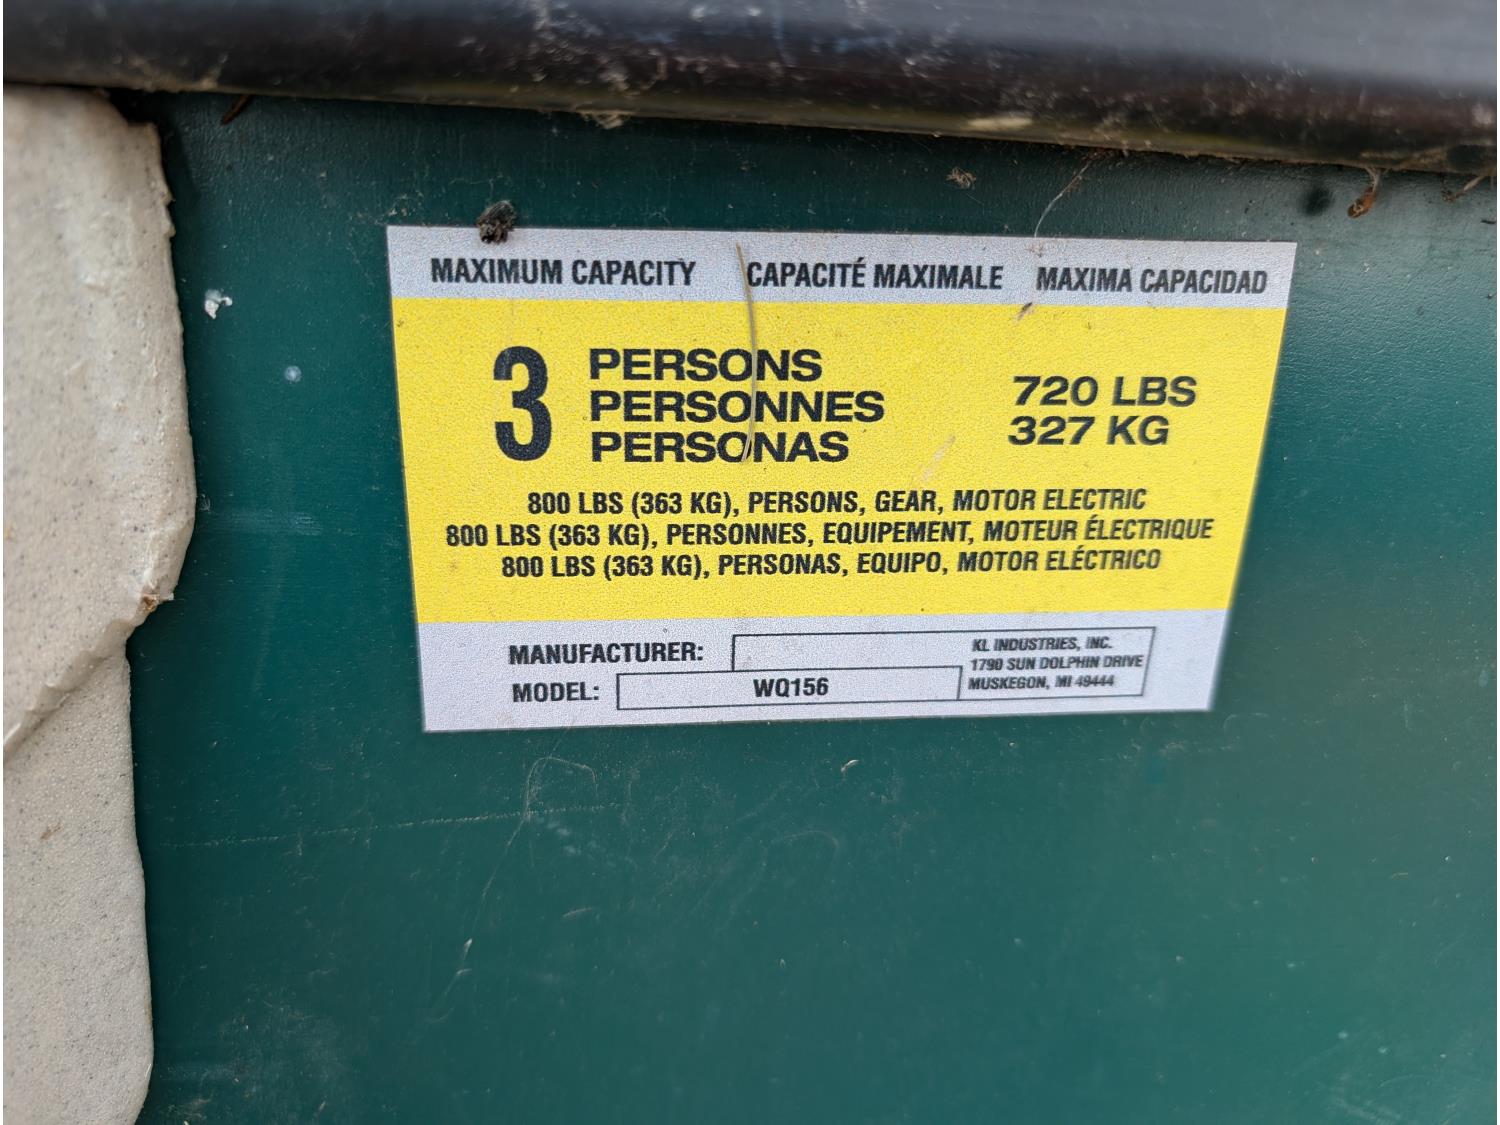 MAXIMUM CAPACITY CAPACITÉ MAXIMALE MAXIMA CAPACIDAD
3 PERSONS
PERSONNES
PERSONAS
720 LBS
327 KG
800 LBS (363 KG), PERSONS, GEAR, MOTOR ELECTRIC
800 LBS (363 KG), PERSONNES, EQUIPEMENT, MOTEUR ÉLECTRIQUE
800 LBS (363 KG), PERSONAS, EQUIPO, MOTOR ELÉCTRICO
MANUFACTURER:
KL INDUSTRIES, INC.
1790 SUN DOLPHIN DRIVE
MUSKEGON, MI 49444
MODEL: WQ156